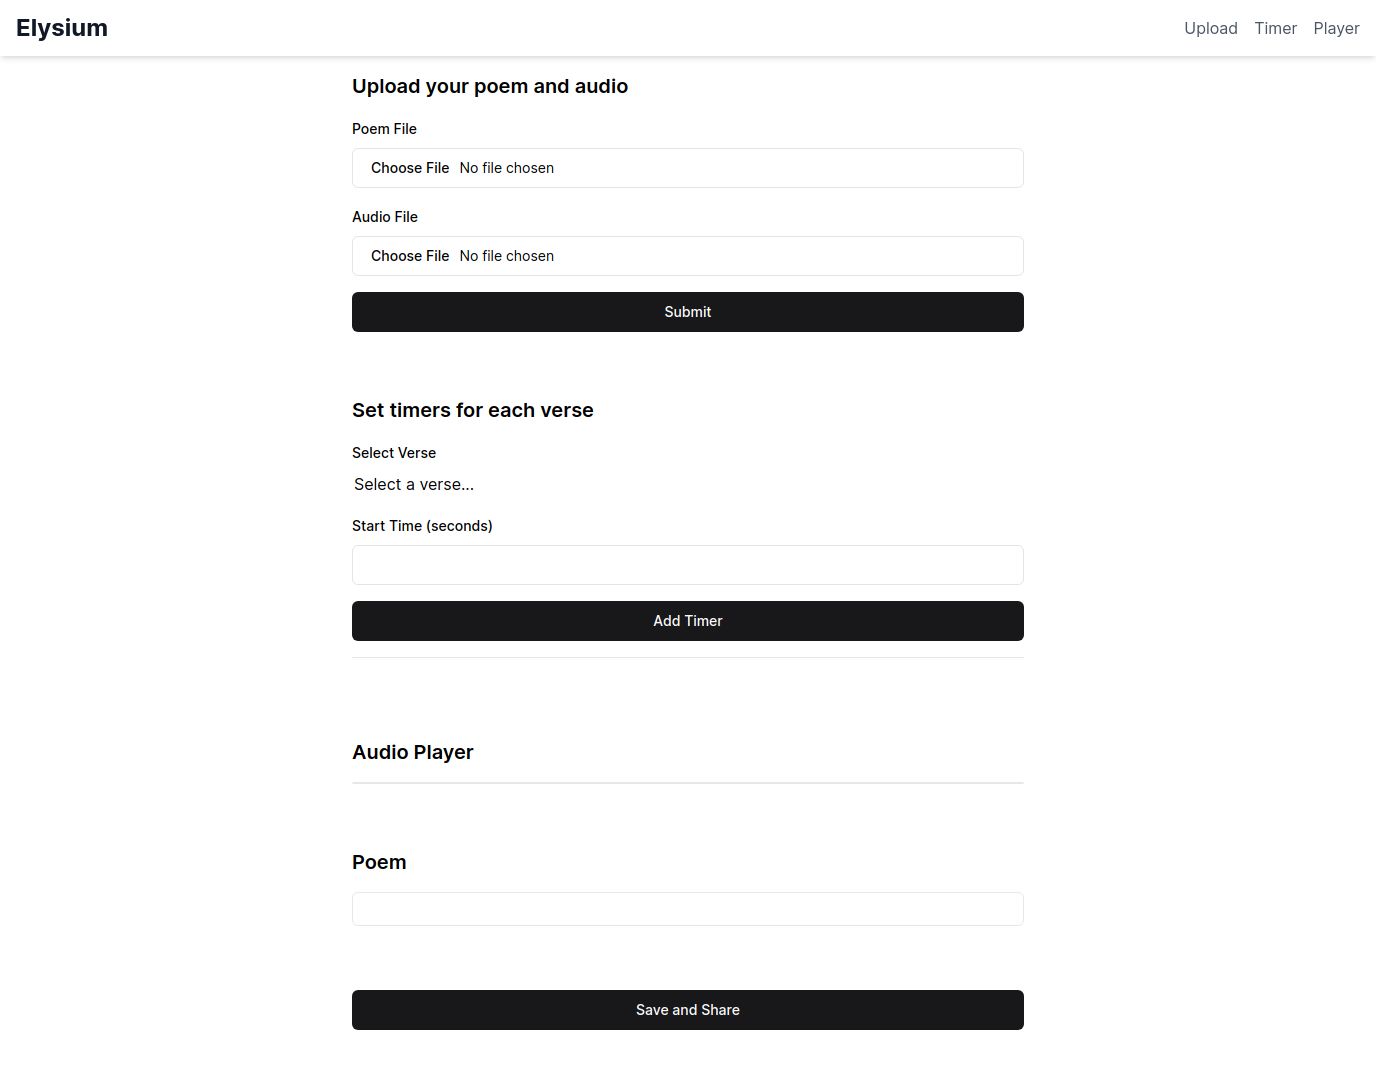 Elysium
Upload Timer Player
Upload your poem and audio
Poem File
Choose File No file chosen
Audio File
Choose File No file chosen
Submit
Set timers for each verse
Select Verse
Select a verse...
Start Time (seconds)
Add Timer
Audio Player
Poem
Save and Share